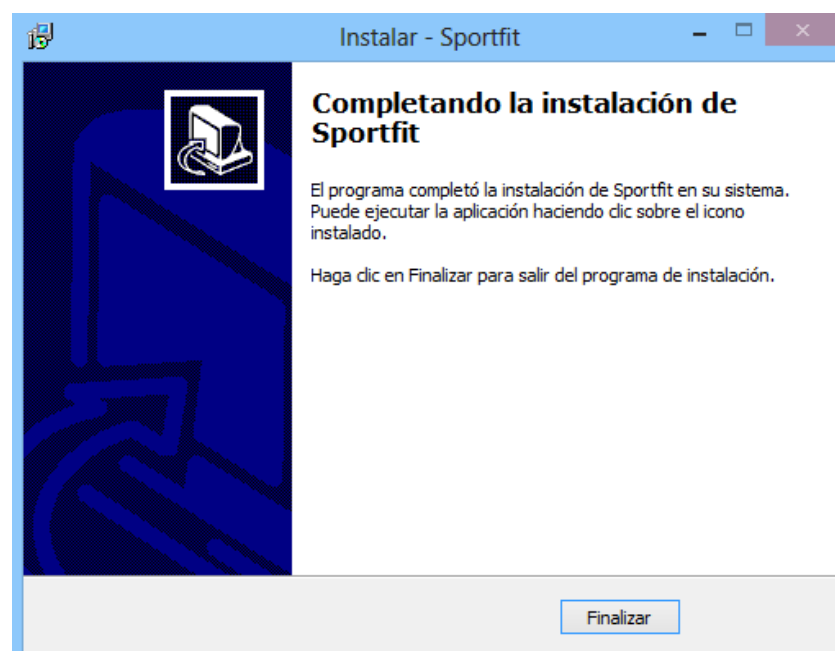 Instalar - Sportfit
Completando la instalación de
Sportfit
El programa completó la instalación de Sportfit en su sistema.
Puede ejecutar la aplicación haciendo clic sobre el icono
instalado.
Haga clic en Finalizar para salir del programa de instalación.
Finalizar